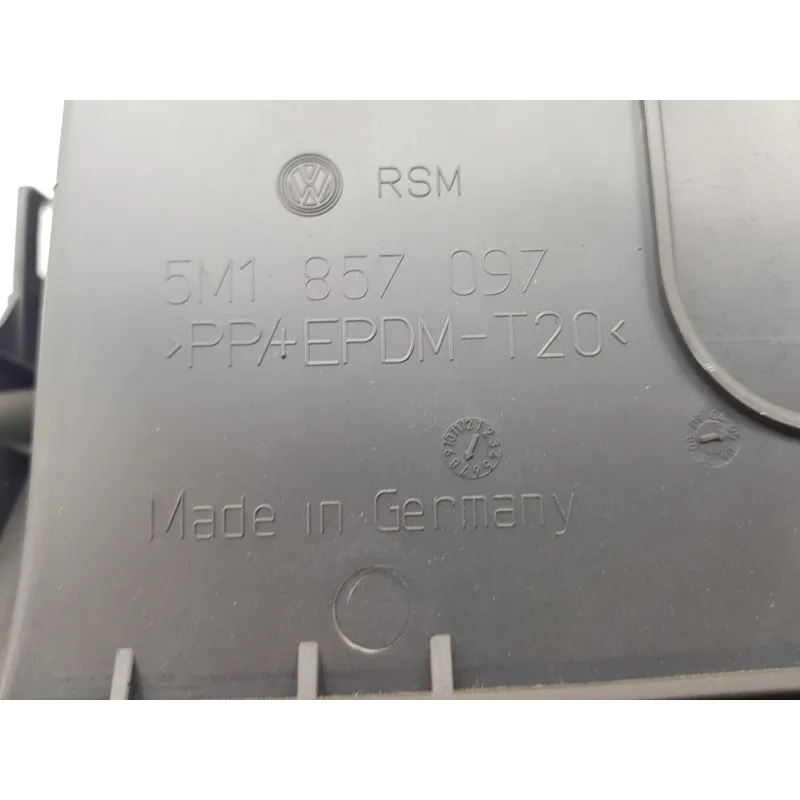 RSM
5M1 857 097
>PP/+EPDM-T20<
Made in Germany